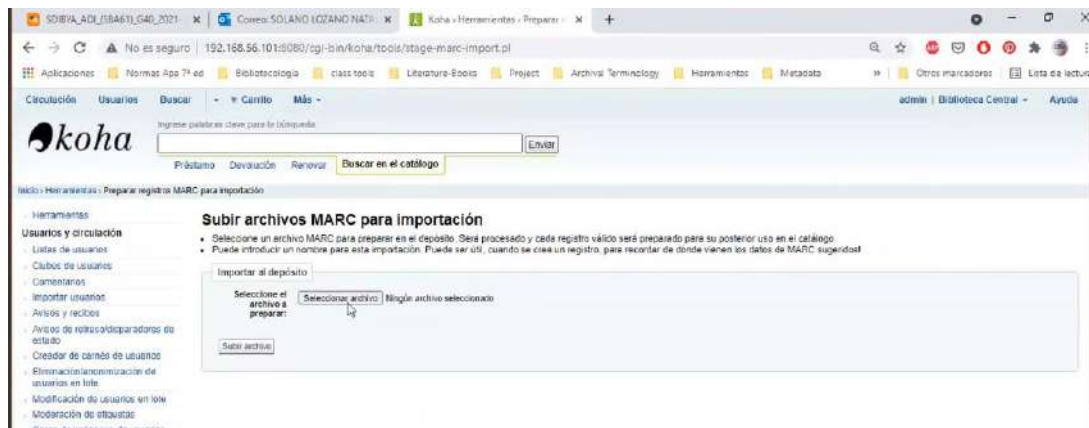 SDIBYA_ADI_(SBA61)_G40_2021-
Correo: SOLANO LOZANO NATA
Koha › Herramientas › Preparar r
No es seguro | 192.168.56.101:8080/cgi-bin/koha/tools/stage-marc-import.pl
Aplicaciones
Normas Apa 7ª ed
Bibliotecología
class tools
Literature-Books
Project
Archival Terminology
Herramientas
Metadata
Otros marcadores
Lista de lectura
Circulación Usuarios Buscar Carrito Más
admin | Biblioteca Central Ayuda
koha
Ingrese palabras clave para la búsqueda:
Enviar
Préstamo Devolución Renovar Buscar en el catálogo
Inicio › Herramientas › Preparar registros MARC para importación
Herramientas
Usuarios y circulación
Listas de usuarios
Clubes de usuarios
Comentarios
Importar usuarios
Avisos y recibos
Avisos de retraso/disparadores de
estado
Creador de carnés de usuarios
Eliminación/anonimización de
usuarios en lote
Modificación de usuarios en lote
Moderación de etiquetas
Subir archivos MARC para importación
• Seleccione un archivo MARC para preparar en el depósito. Será procesado y cada registro válido será preparado para su posterior uso en el catálogo
• Puede introducir un nombre para esta importación. Puede ser útil, cuando se crea un registro, para recordar de donde vienen los datos de MARC sugeridos!
Importar al depósito
Seleccione el
archivo a
preparar:
Seleccionar archivo Ningún archivo seleccionado
Subir archivo